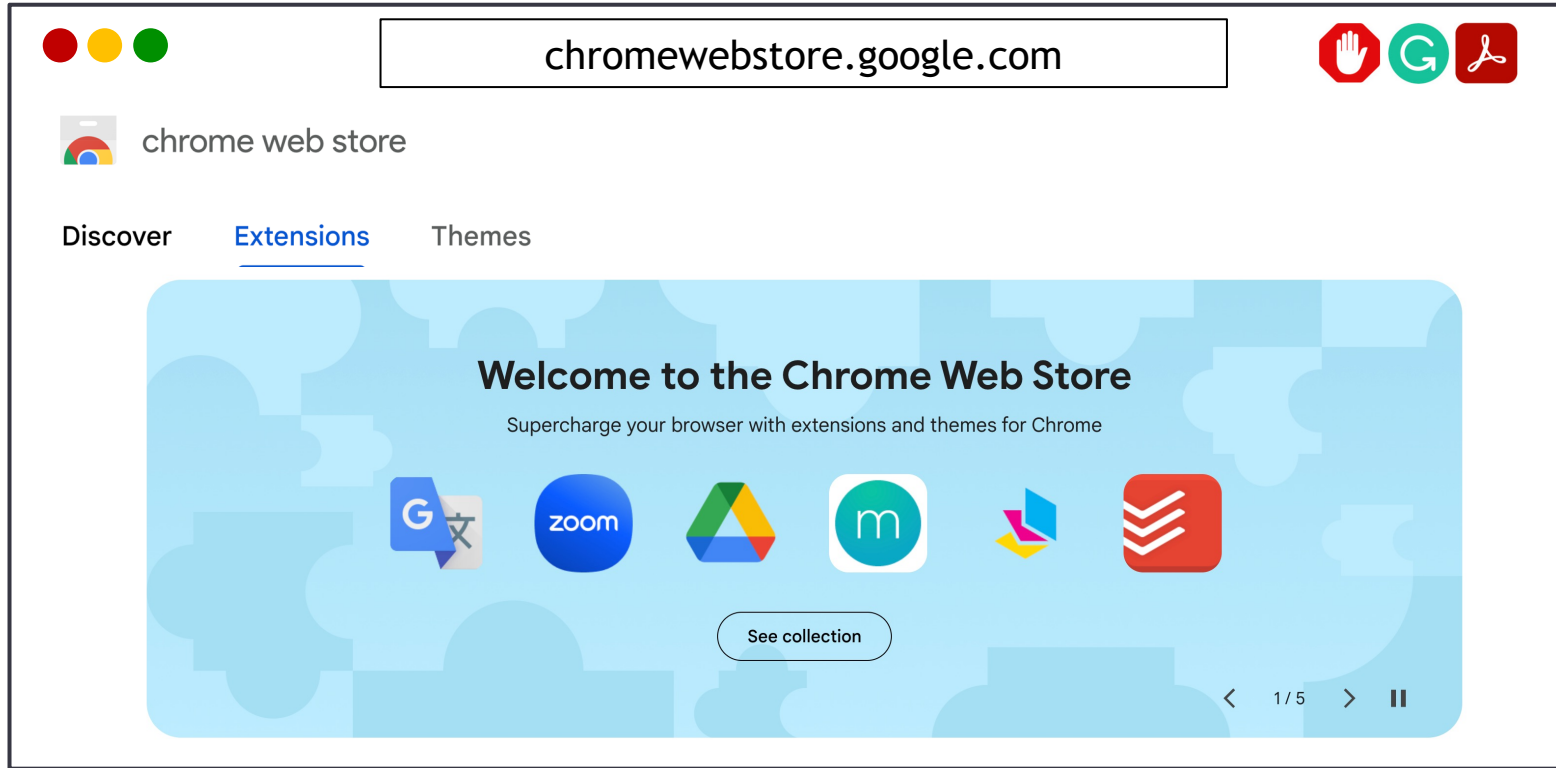 chromewebstore.google.com
G
chrome web store
Discover Extensions Themes
Welcome to the Chrome Web Store
Supercharge your browser with extensions and themes for Chrome
G 文 zoom m
See collection
1 / 5